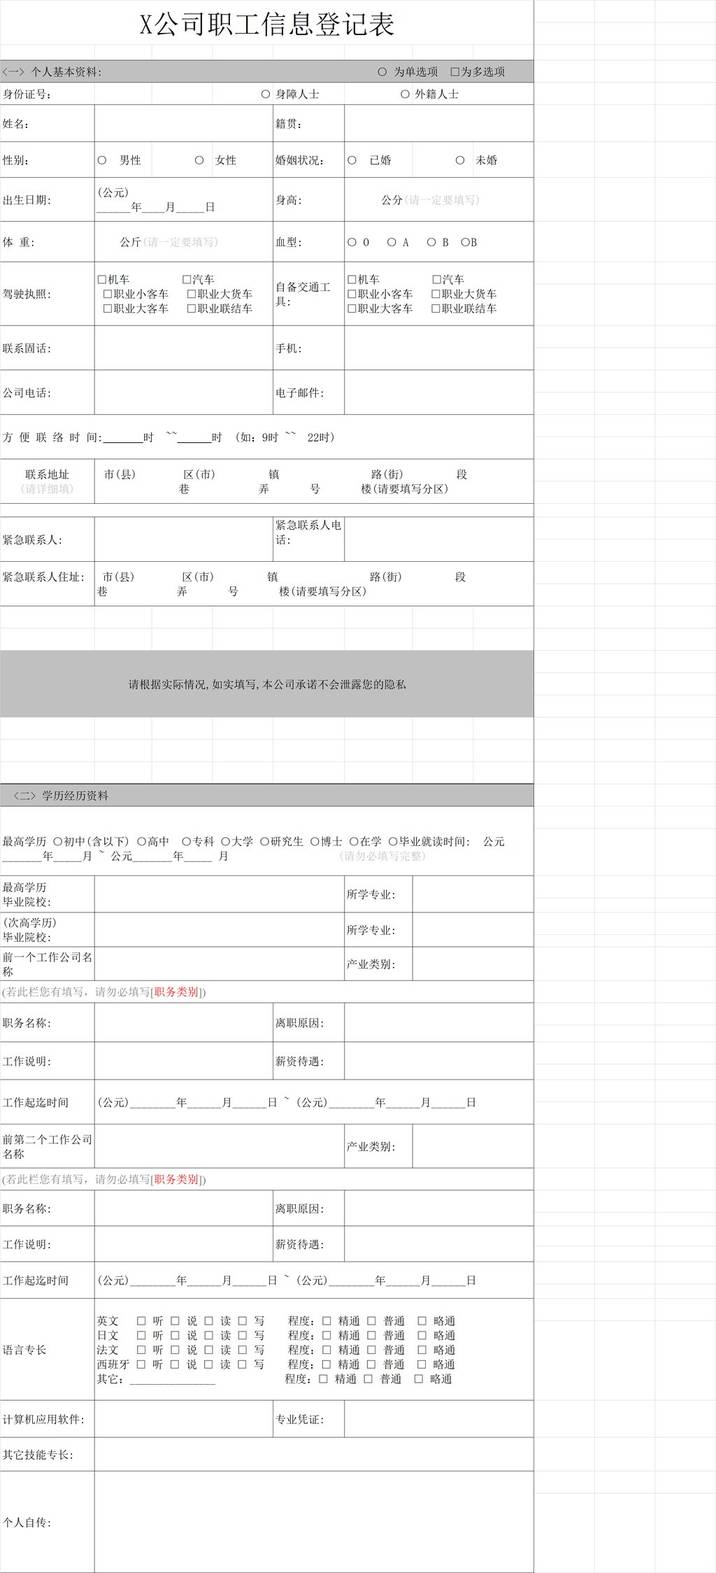 X公司职工信息登记表
<一> 个人基本资料: ○ 为单选项 □为多选项
身份证号: ○ 身障人士 ○ 外籍人士
姓名: 籍贯:
性别: ○ 男性 ○ 女性 婚姻状况: ○ 已婚 ○ 未婚
出生日期: (公元)
______年____月_____日 身高: 公分(请一定要填写)
体 重: 公斤(请一定要填写) 血型: ○ O ○ A ○ B ○B
驾驶执照: □机车 □汽车
□职业小客车 □职业大货车
□职业大客车 □职业联结车
自备交通工具: □机车 □汽车
□职业小客车 □职业大货车
□职业大客车 □职业联结车
联系固话: 手机:
公司电话: 电子邮件:
方 便 联 络 时 间:_______时 ~~______时 (如:9时 ~~ 22时)
联系地址 市(县) 区(市) 镇 路(街) 段
(请详细填) 巷 弄 号 楼(请要填写分区)
紧急联系人: 紧急联系人电话:
紧急联系人住址: 市(县) 区(市) 镇 路(街) 段
巷 弄 号 楼(请要填写分区)
请根据实际情况,如实填写,本公司承诺不会泄露您的隐私
<二> 学历经历资料
最高学历 ○初中(含以下) ○高中 ○专科 ○大学 ○研究生 ○博士 ○在学 ○毕业就读时间: 公元
_______年_____月 ~ 公元_______年_____ 月 (请勿必填写完整)
最高学历
毕业院校: 所学专业:
(次高学历)
毕业院校: 所学专业:
前一个工作公司名称 产业类别:
(若此栏您有填写, 请勿必填写[职务类别])
职务名称: 离职原因:
工作说明: 薪资待遇:
工作起迄时间 (公元)________年______月______日 ~ (公元)________年______月______日
前第二个工作公司名称 产业类别:
(若此栏您有填写, 请勿必填写[职务类别])
职务名称: 离职原因:
工作说明: 薪资待遇:
工作起迄时间 (公元)________年______月______日 ~ (公元)________年______月______日
语言专长
英文 □ 听 □ 说 □ 读 □ 写 程度: □ 精通 □ 普通 □ 略通
日文 □ 听 □ 说 □ 读 □ 写 程度: □ 精通 □ 普通 □ 略通
法文 □ 听 □ 说 □ 读 □ 写 程度: □ 精通 □ 普通 □ 略通
西班牙 □ 听 □ 说 □ 读 □ 写 程度: □ 精通 □ 普通 □ 略通
其它:_______________ 程度: □ 精通 □ 普通 □ 略通
计算机应用软件: 专业凭证:
其它技能专长:
个人自传: